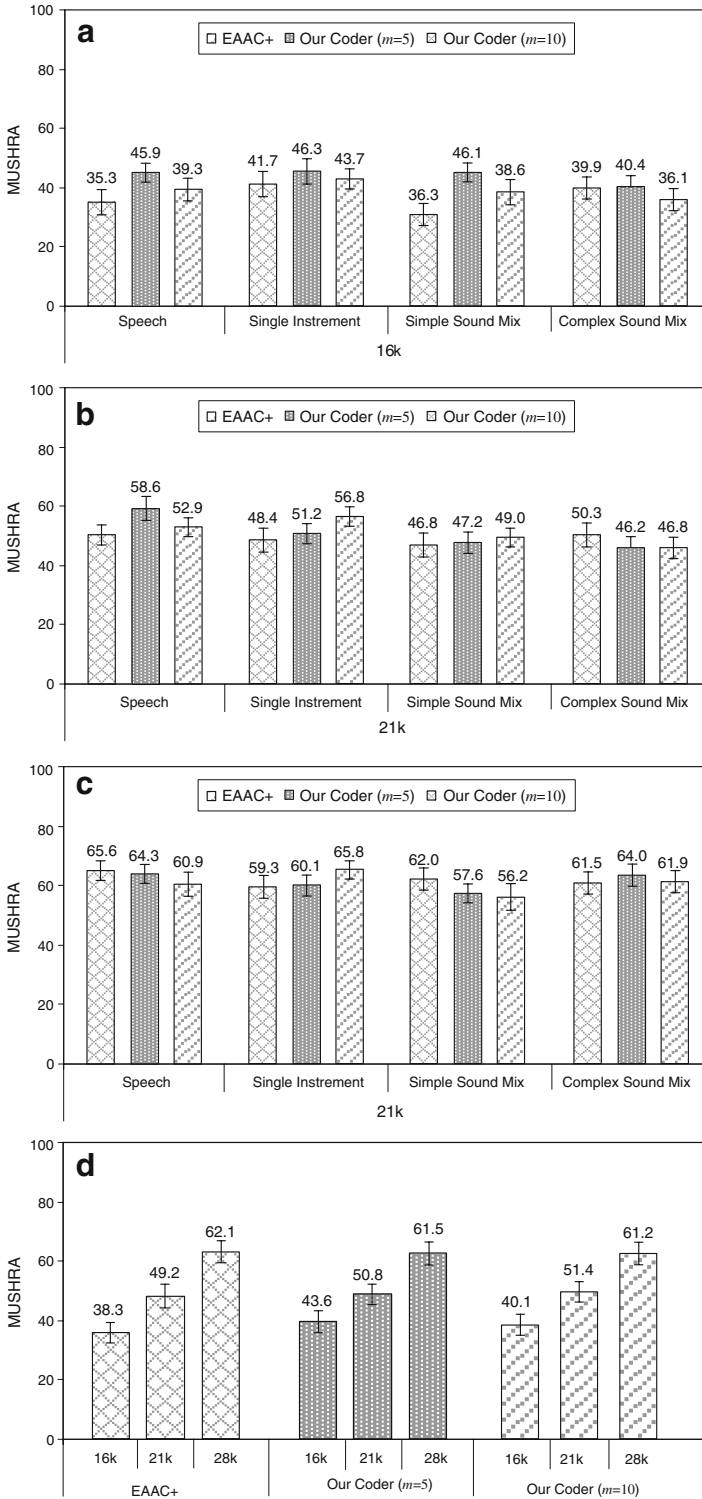 a
EAAC+ Our Coder (m=5) Our Coder (m=10)
MUSHRA
100
80
60
40
20
0
35.3 45.9 39.3 41.7 46.3 43.7 36.3 46.1 38.6 39.9 40.4 36.1
Speech Single Instrement Simple Sound Mix Complex Sound Mix
16k
b
EAAC+ Our Coder (m=5) Our Coder (m=10)
MUSHRA
100
80
60
40
20
0
58.6 52.9 48.4 51.2 56.8 46.8 47.2 49.0 50.3 46.2 46.8
Speech Single Instrement Simple Sound Mix Complex Sound Mix
21k
c
EAAC+ Our Coder (m=5) Our Coder (m=10)
MUSHRA
100
80
60
40
20
0
65.6 64.3 60.9 59.3 60.1 65.8 62.0 57.6 56.2 61.5 64.0 61.9
Speech Single Instrement Simple Sound Mix Complex Sound Mix
21k
d
MUSHRA
100
80
60
40
20
0
38.3 49.2 62.1 43.6 50.8 61.5 40.1 51.4 61.2
16k 21k 28k 16k 21k 28k 16k 21k 28k
EAAC+ Our Coder (m=5) Our Coder (m=10)